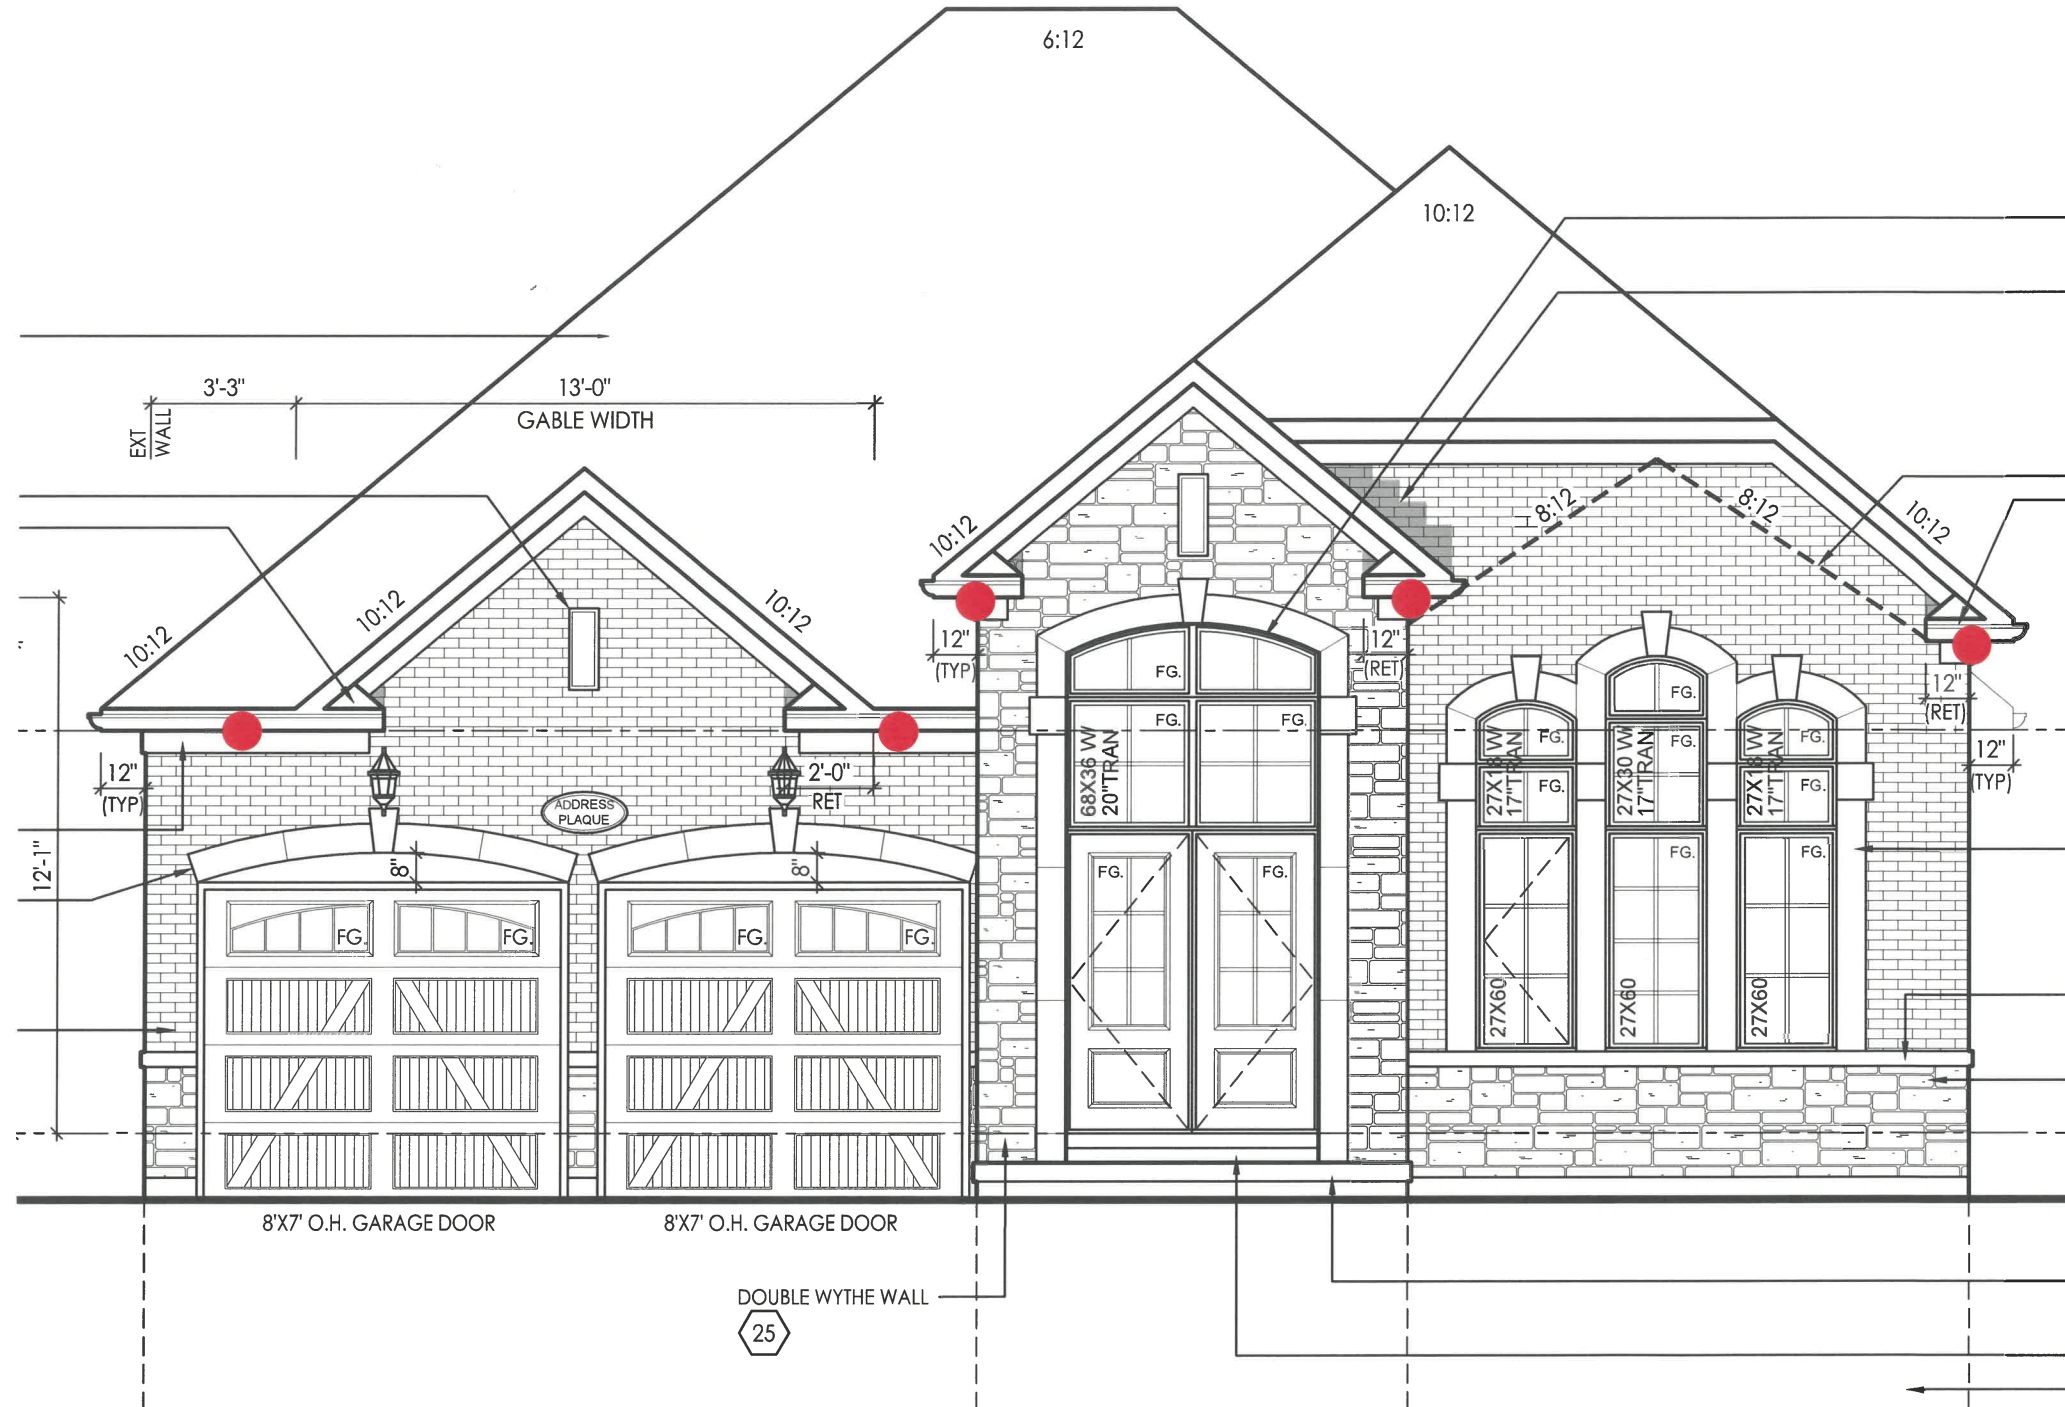 6:12
10:12
3'-3"
13'-0"
EXT
WALL
GABLE WIDTH
10:12
10:12
10:12
10:12
8:12
8:12
10:12
12"
(TYP)
12"
(RET)
12"
(RET)
12"
(TYP)
12"
(TYP)
2'-0"
RET
ADDRESS
PLAQUE
12'-1"
8"
8"
FG.
FG.
FG.
FG.
FG.
FG.
FG.
68X36 W/
20"TRAN
FG.
FG.
FG.
FG.
FG.
27X18 W/
17"TRAN
27X30 W/
17"TRAN
27X18 W/
17"TRAN
FG.
FG.
FG.
FG.
FG.
FG.
27X60
27X60
27X60
8'X7' O.H. GARAGE DOOR
8'X7' O.H. GARAGE DOOR
DOUBLE WYTHE WALL
25